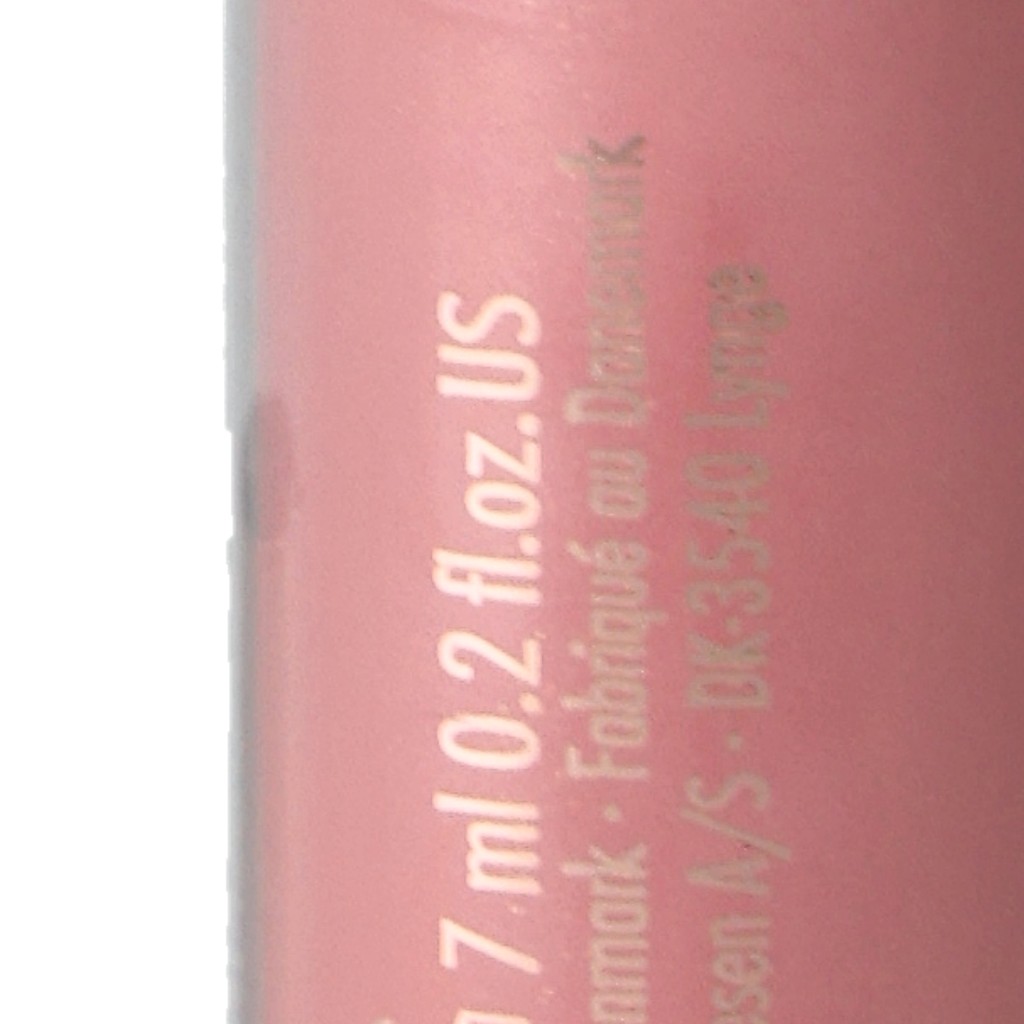 7 ml 0.2 fl.oz.US
nmark · Fabriqué au Danemark
sen A/S · DK-3540 Lynge